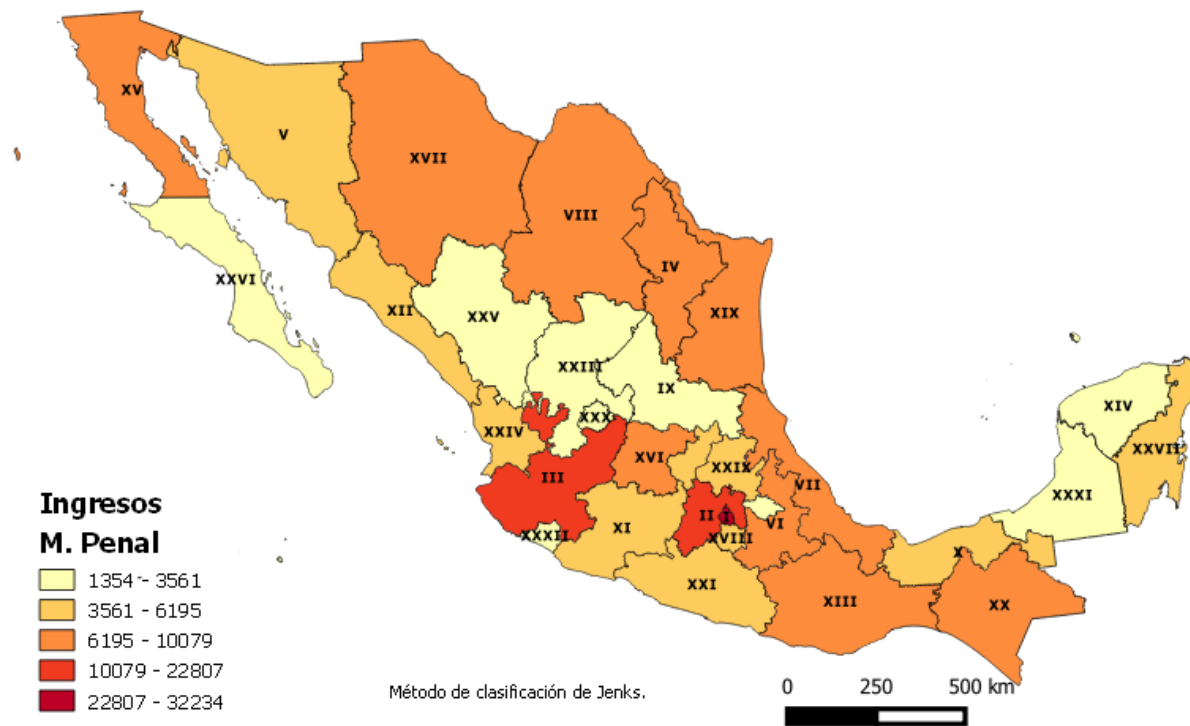 XV
V
XVII
VIII
IV
XIX
XXVI
XII
XXV
XXIII
IX
XXX
XXIV
XIV
XXVII
XXXI
III
XVI
XXIX
VII
II
I
VI
XI
XVIII
XXXII
X
XXI
XIII
XX
Ingresos
M. Penal
1354 - 3561
3561 - 6195
6195 - 10079
10079 - 22807
22807 - 32234
Método de clasificación de Jenks.
0 250 500 km